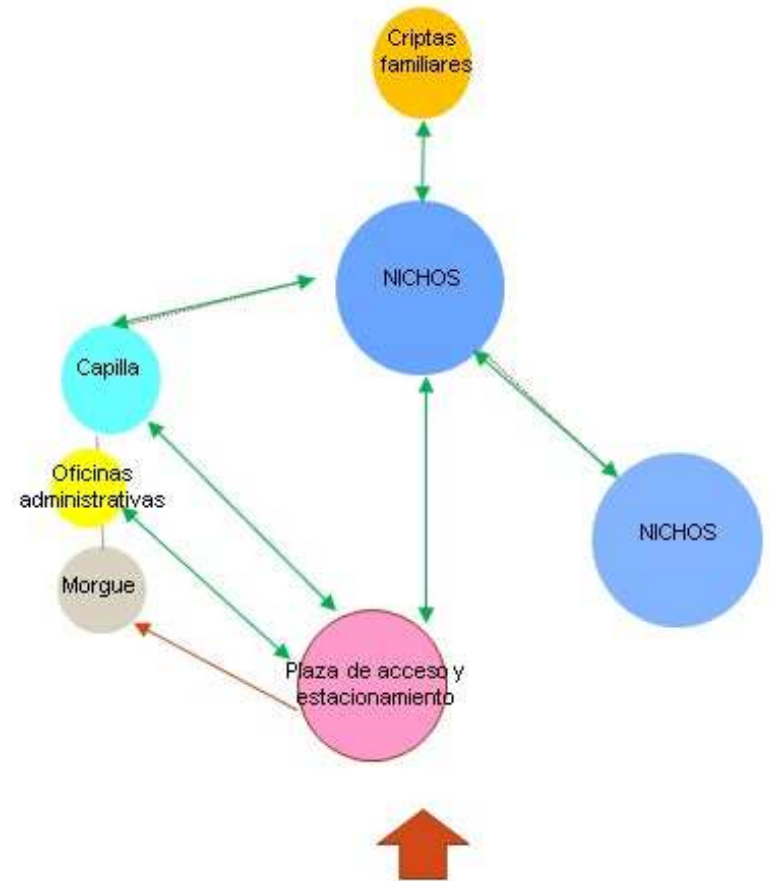 Criptas
familiares
NICHOS
Capilla
Oficinas
administrativas
NICHOS
Morgue
Plaza de acceso y
estacionamiento